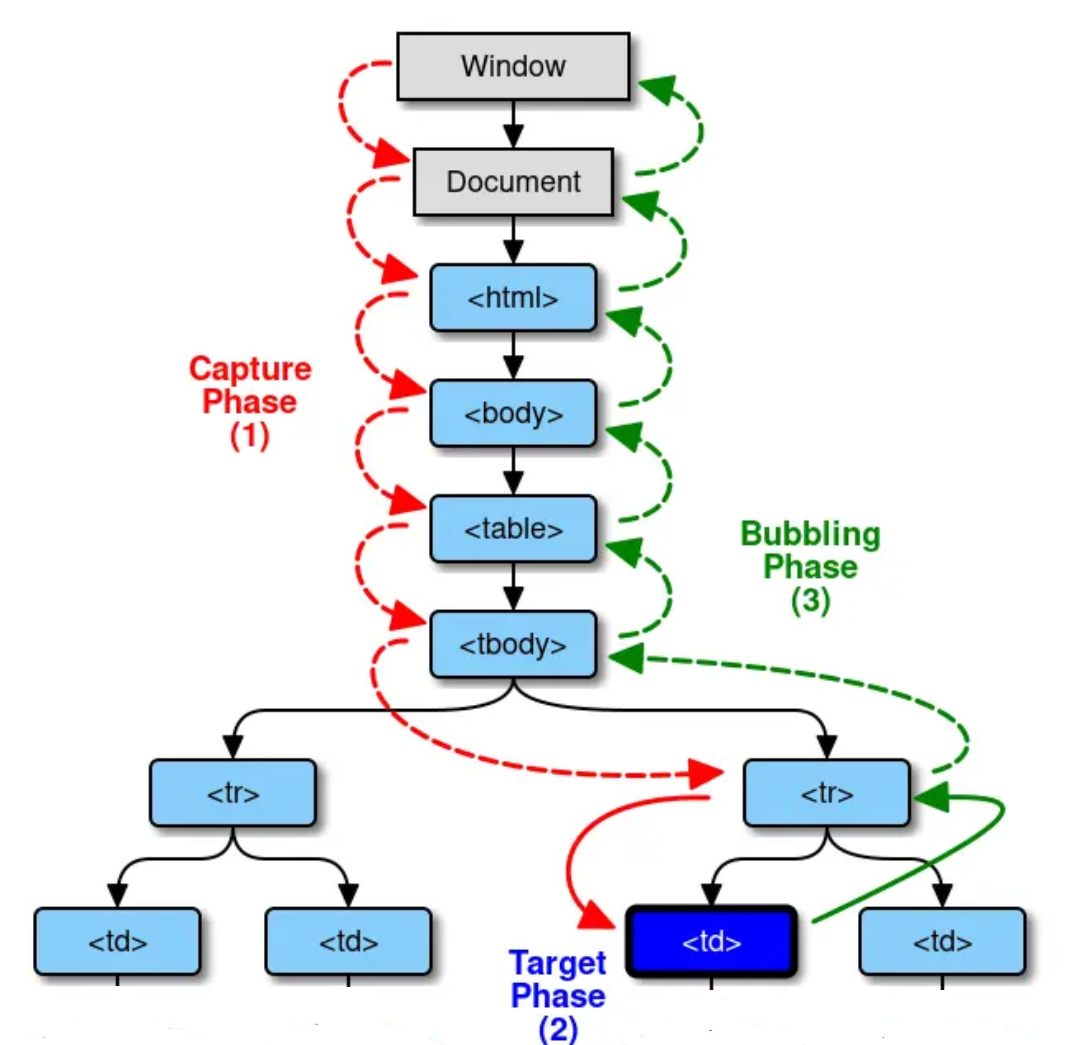 Window
Document
<html>
Capture
Phase
(1)
<body>
<table>
Bubbling
Phase
(3)
<tbody>
<tr>
<tr>
<td>
<td>
<td>
<td>
Target
Phase
(2)